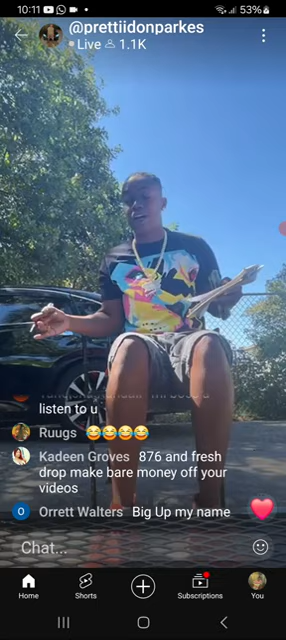 10:11
53%
@prettiidonparkes
Live 1.1K
listen to u
Ruugs 😂😂😂😂
Kadeen Groves 876 and fresh
drop make bare money off your
videos
O Orrett Walters Big Up my name
Chat...
Home Shorts Subscriptions You